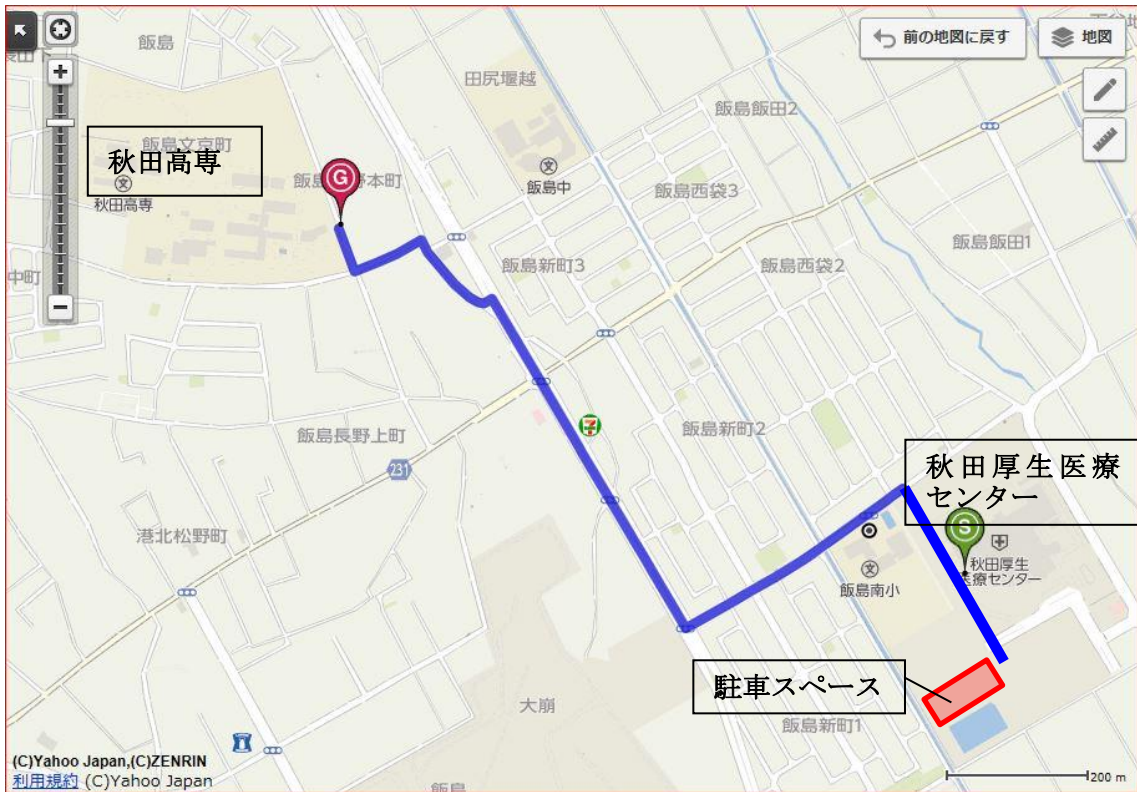 飯島
前の地図に戻す
地図
田尻堰越
飯島飯田2
飯島文京町
秋田高専
秋田高専
G
飯島中
飯島西袋3
飯島飯田1
中町
飯島新町3
飯島西袋2
飯島長野上町
231
飯島新町2
秋田厚生医療
センター
S
港北松野町
飯島南小
秋田厚生
医療センター
駐車スペース
大崩
飯島新町1
(C)Yahoo Japan,(C)ZENRIN
利用規約 (C)Yahoo Japan
飯島
200 m